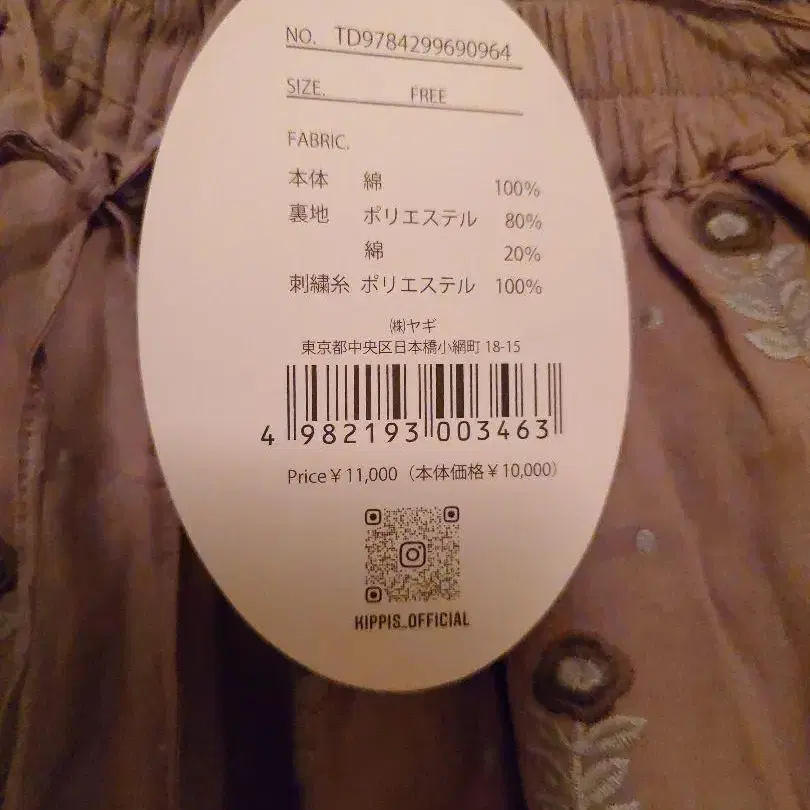 NO. TD9784299690964
SIZE. FREE
FABRIC.
本体 綿 100%
裏地 ポリエステル 80%
綿 20%
刺繍糸 ポリエステル 100%
㈱ヤギ
東京都中央区日本橋小網町 18-15
4 982193 003463
Price¥11,000（本体価格¥10,000）
KIPPIS_OFFICIAL